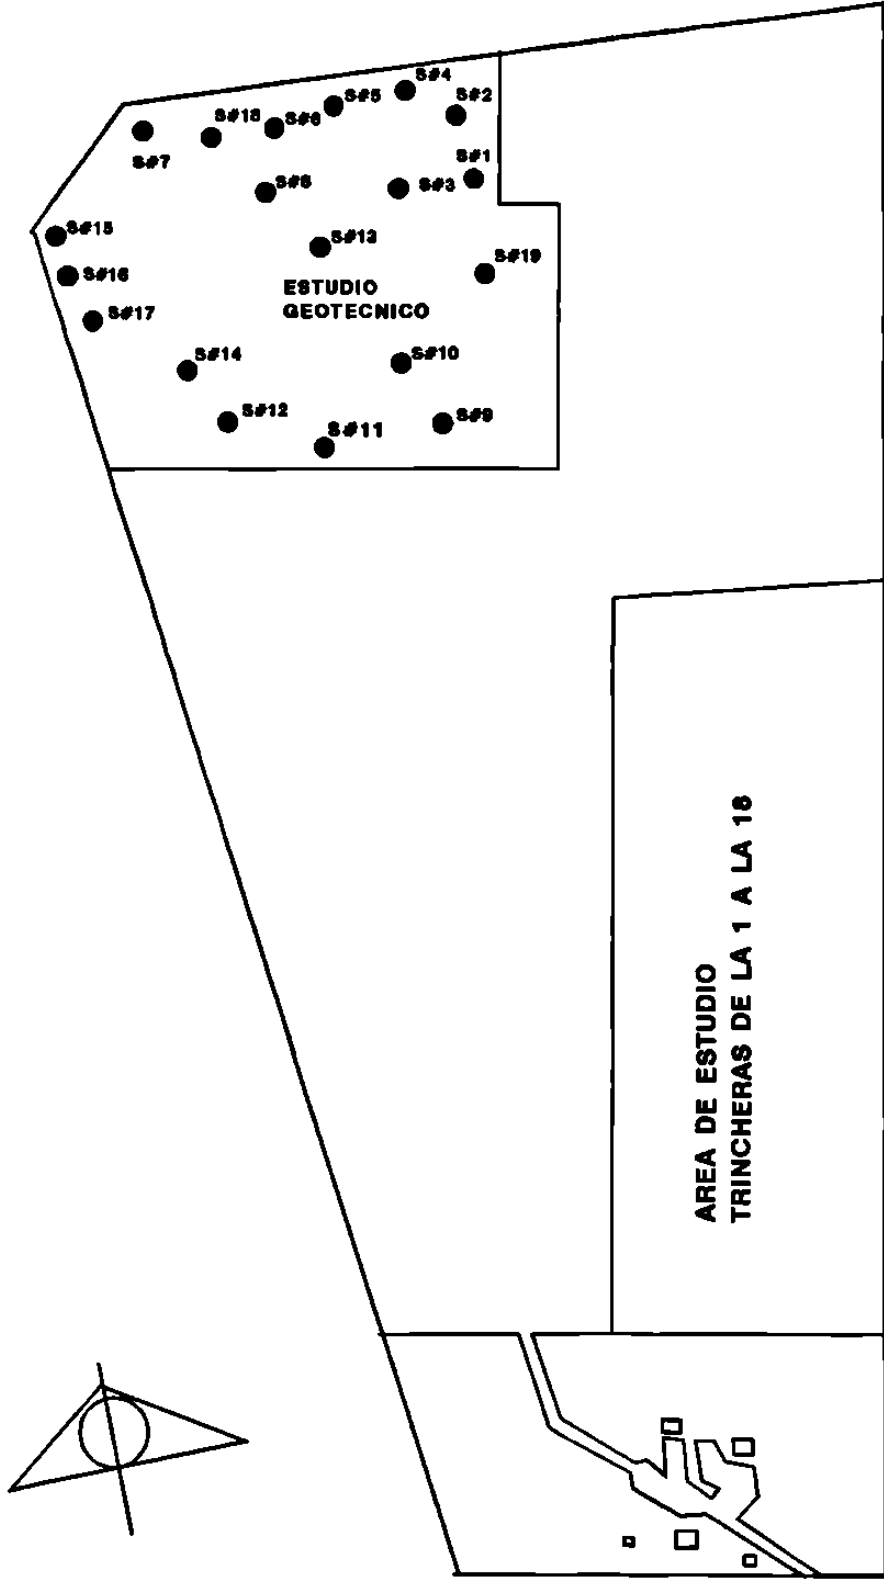 S#4
S#5
S#2
S#18
S#6
S#7
S#1
S#8
S#3
S#15
S#13
S#19
S#16
ESTUDIO
GEOTECNICO
S#17
S#14
S#10
S#12
S#9
S#11
AREA DE ESTUDIO
TRINCHERAS DE LA 1 A LA 18